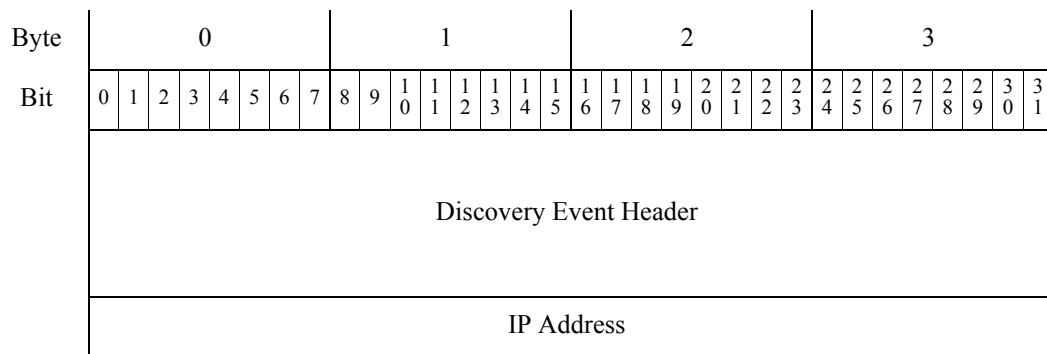 Byte 0 1 2 3
Bit 0 1 2 3 4 5 6 7 8 9 10 11 12 13 14 15 16 17 18 19 20 21 22 23 24 25 26 27 28 29 30 31
Discovery Event Header
IP Address